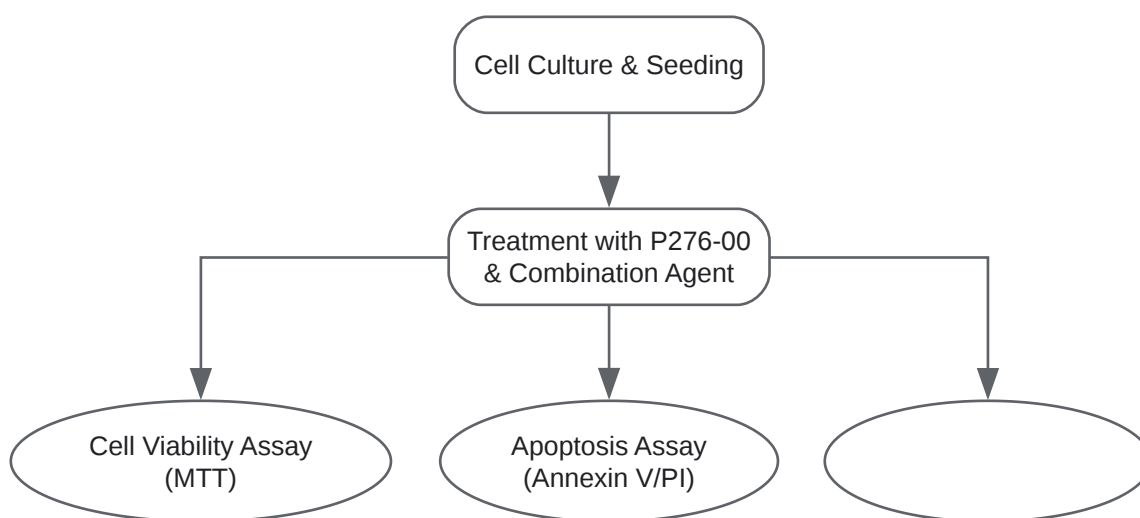 Cell Culture & Seeding
Treatment with P276-00
& Combination Agent
Cell Viability Assay
(MTT)
Apoptosis Assay
(Annexin V/PI)